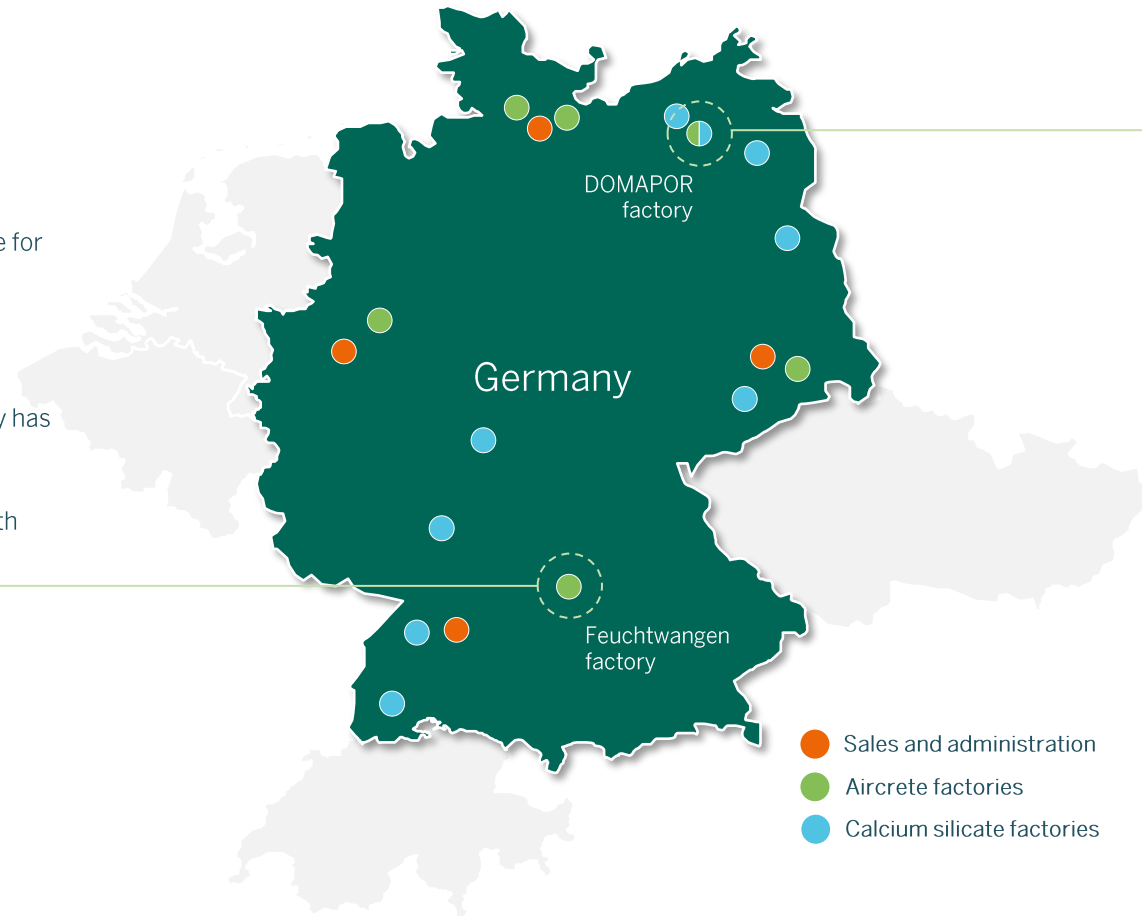 e for
y has
th
DOMAPOR
factory
Germany
Feuchtwangen
factory
Sales and administration
Aircrete factories
Calcium silicate factories